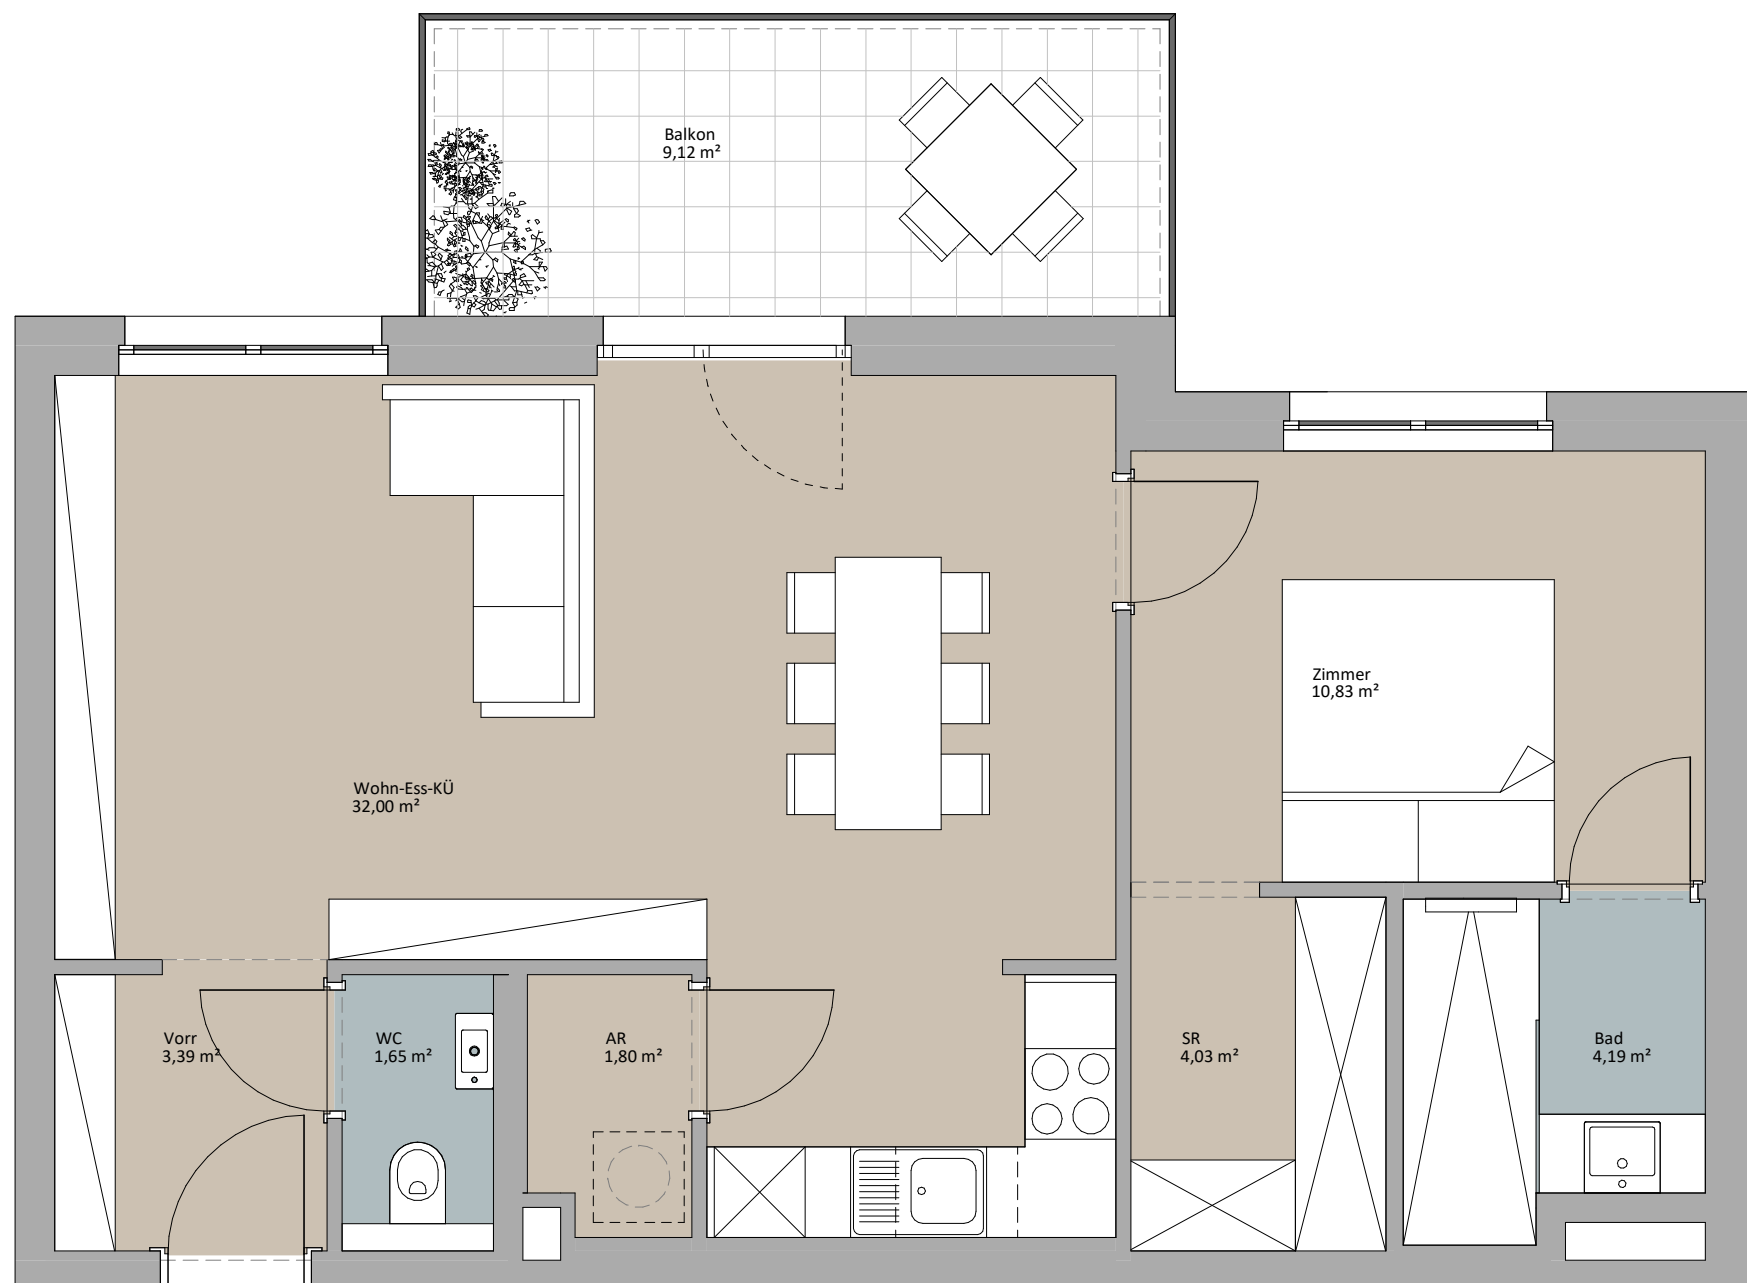 Balkon
9,12 m²
Zimmer
10,83 m²
Wohn-Ess-KÜ
32,00 m²
Vorr
3,39 m²
WC
1,65 m²
AR
1,80 m²
SR
4,03 m²
Bad
4,19 m²